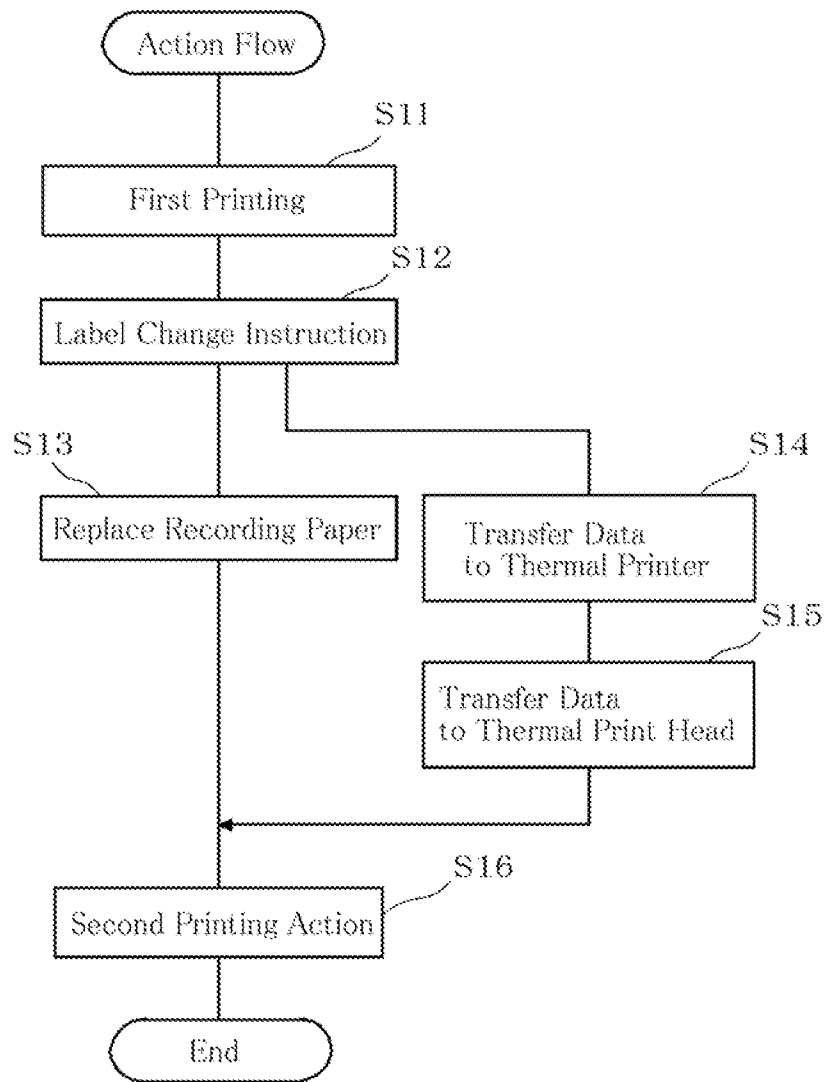 Action Flow
S11
First Printing
S12
Label Change Instruction
S13
Replace Recording Paper
S14
Transfer Data
to Thermal Printer
S15
Transfer Data
to Thermal Print Head
S16
Second Printing Action
End